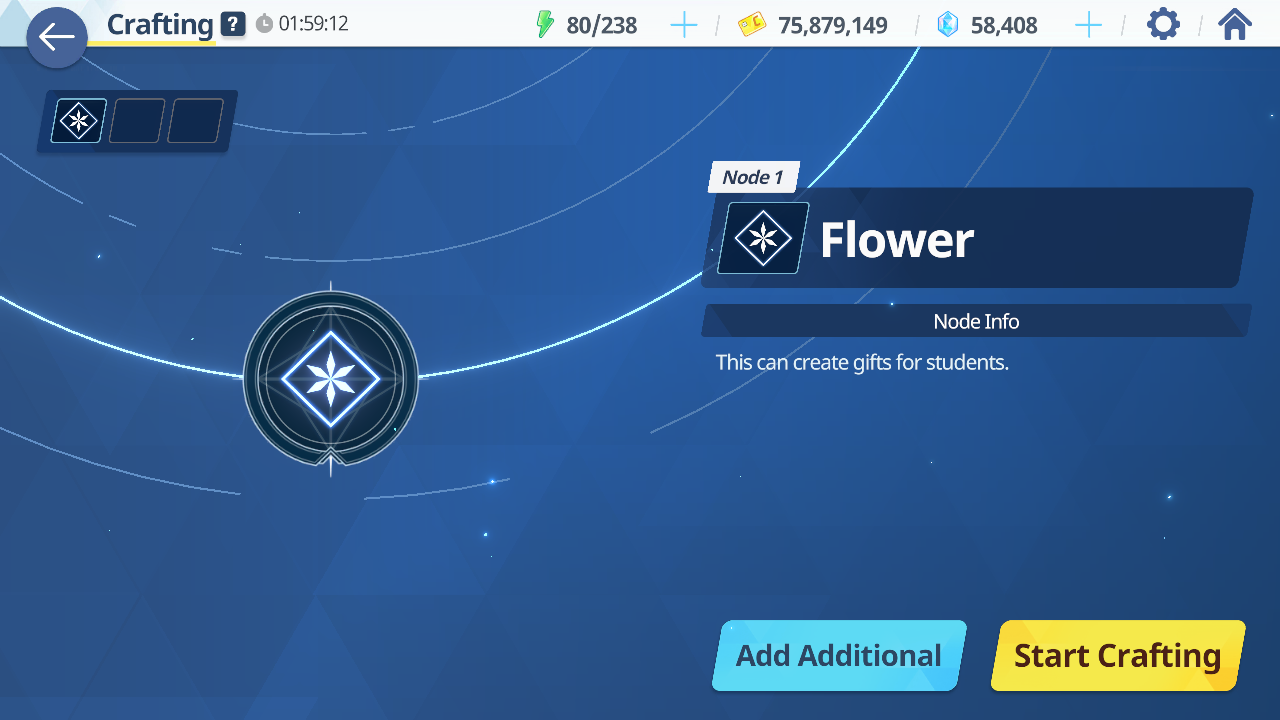 Crafting ? 01:59:12 80/238 75,879,149 58,408
Node 1
Flower
Node Info
This can create gifts for students.
Add Additional
Start Crafting